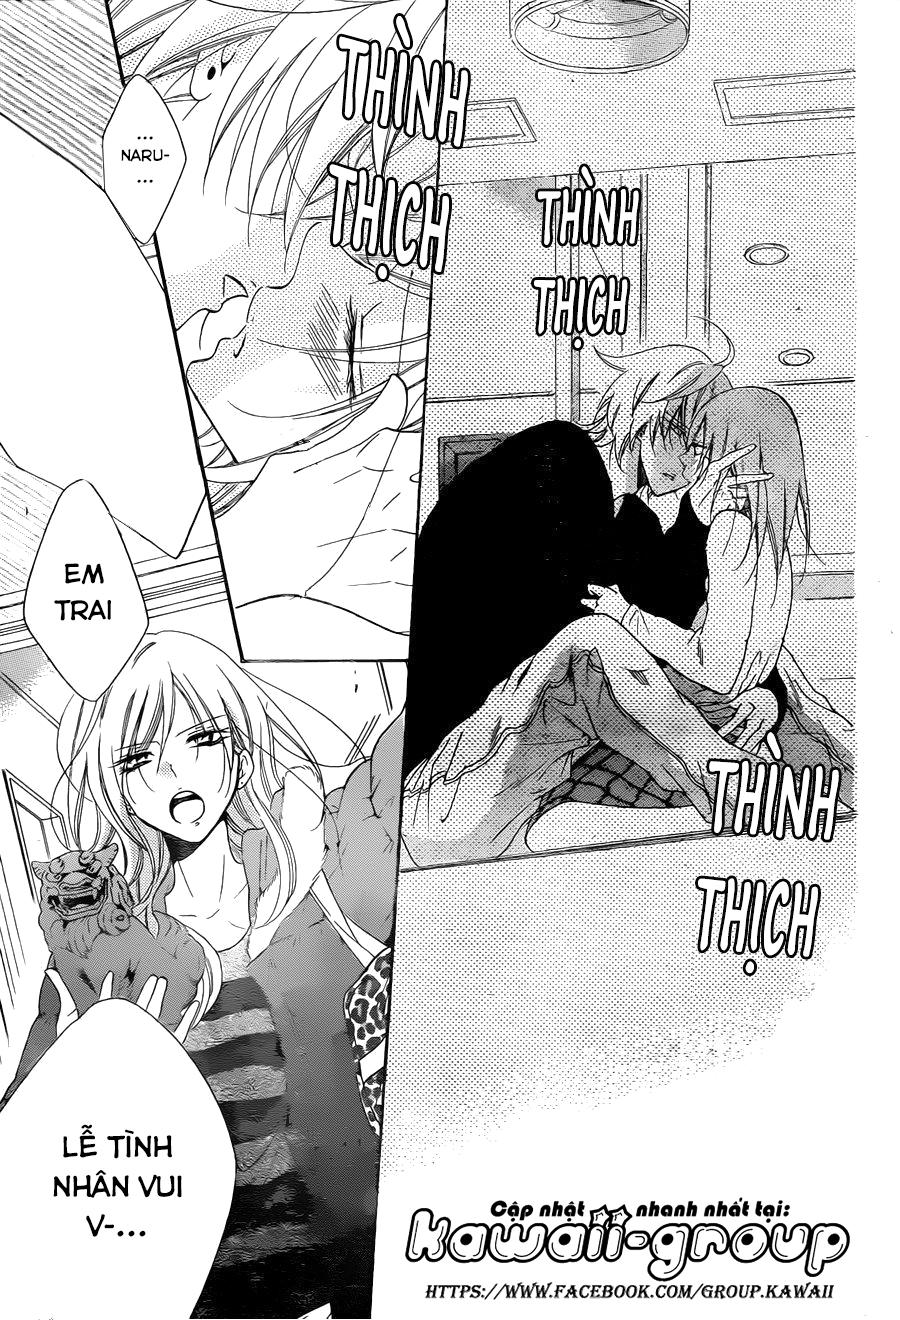 THÌNH
THỊCH
THÌNH
THỊCH
THÌNH
THỊCH
...
NARU-
...
EM
TRAI
LỄ TÌNH
NHÂN VUI
V-...
Cập nhật nhanh nhất tại:
kawaii-group
HTTPS://WWW.FACEBOOK.COM/GROUP.KAWAII